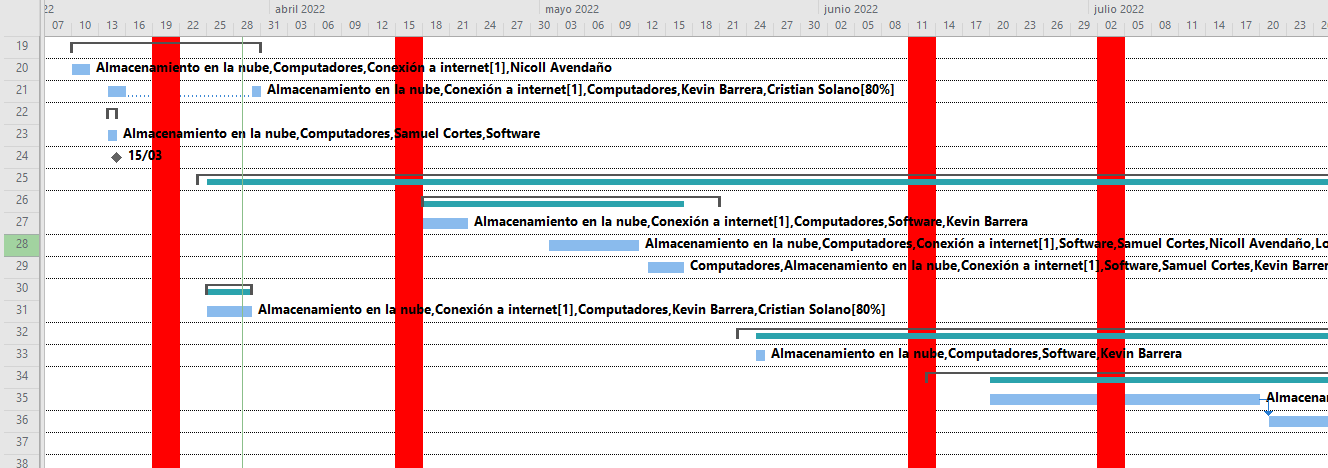 22 abril 2022 mayo 2022 junio 2022 julio 2022
07 10 13 16 19 22 25 28 31 03 06 09 12 15 18 21 24 27 30 03 06 09 12 15 18 21 24 27 30 02 05 08 11 14 17 20 23 26 29 02 05 08 11 14 17 20 23
19
20 Almacenamiento en la nube,Computadores,Conexión a internet[1],Nicoll Avendaño
21 Almacenamiento en la nube,Conexión a internet[1],Computadores,Kevin Barrera,Cristian Solano[80%]
22
23 Almacenamiento en la nube,Computadores,Samuel Cortes,Software
24 15/03
25
26
27 Almacenamiento en la nube,Conexión a internet[1],Computadores,Software,Kevin Barrera
28 Almacenamiento en la nube,Computadores,Conexión a internet[1],Software,Samuel Cortes,Nicoll Avendaño,Lo
29 Computadores,Almacenamiento en la nube,Conexión a internet[1],Software,Samuel Cortes,Kevin Barrer
30
31 Almacenamiento en la nube,Conexión a internet[1],Computadores,Kevin Barrera,Cristian Solano[80%]
32
33 Almacenamiento en la nube,Computadores,Software,Kevin Barrera
34
35 Almacenan
36
37
38